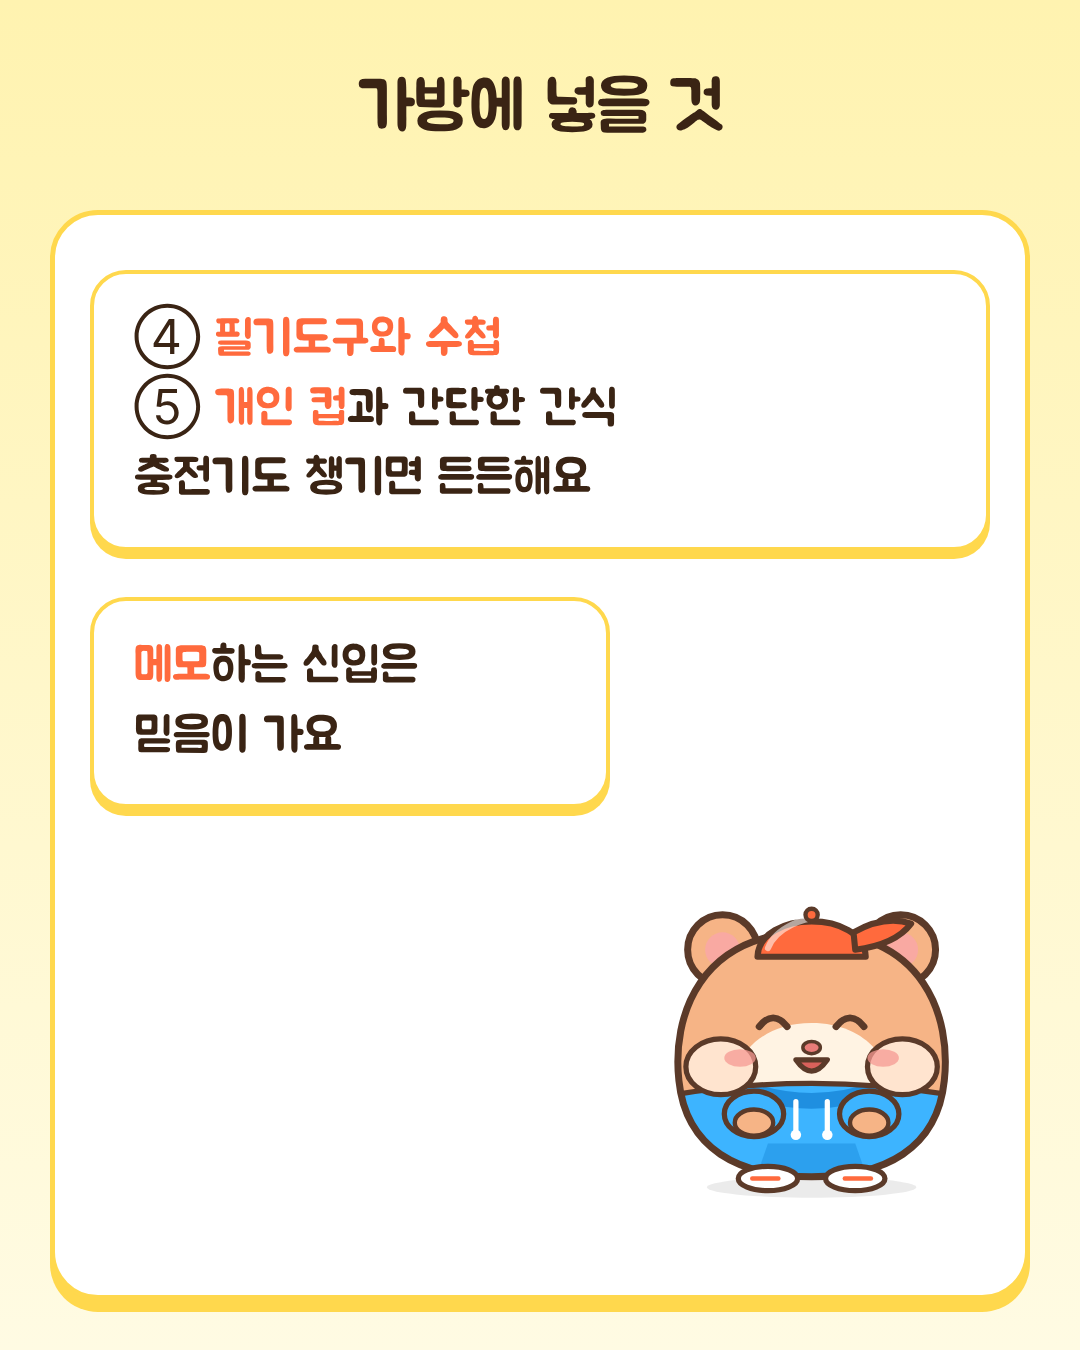 가방에 넣을 것
④ 필기도구와 수첩
⑤ 개인 컵과 간단한 간식
충전기도 챙기면 든든해요
메모하는 신입은
믿음이 가요